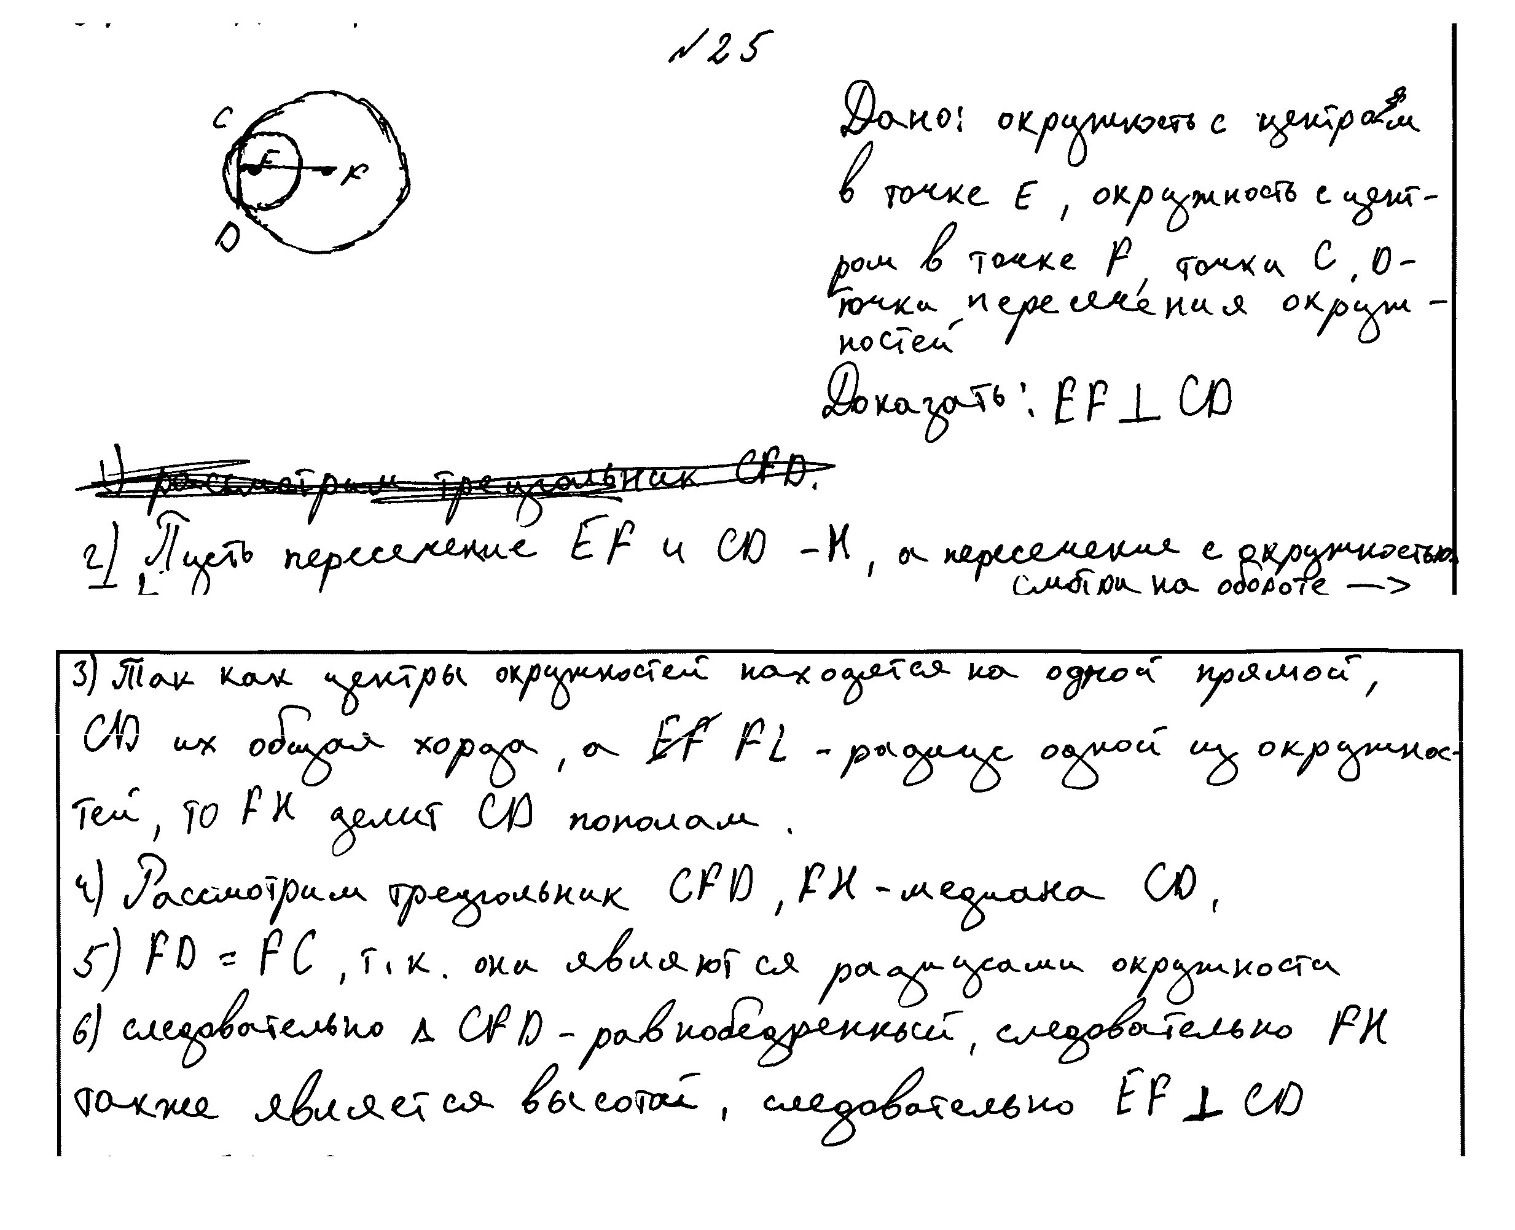 №25
C
E
F
D
Дано: окружность с центром
в точке E, окружность с цент-
ром в точке F, точки C, D-
точки пересечения окруж-
ностей
Доказать: EF ⊥ CD
1) рассмотрим треугольник CFD.
2) Пусть пересечение EF и CD - H, а пересечение с окружностью
смотри на обороте —>
3) Так как центры окружностей находятся на одной прямой,
CD их общая хорда, а EF FL - радиус одной из окружнос-
тей, то FH делит CD пополам.
4) Рассмотрим треугольник CFD, FH - медиана CD,
5) FD = FC, т.к. они являются радиусами окружности
6) следовательно Δ CFD - равнобедренный, следовательно FH
также является высотой, следовательно EF ⊥ CD